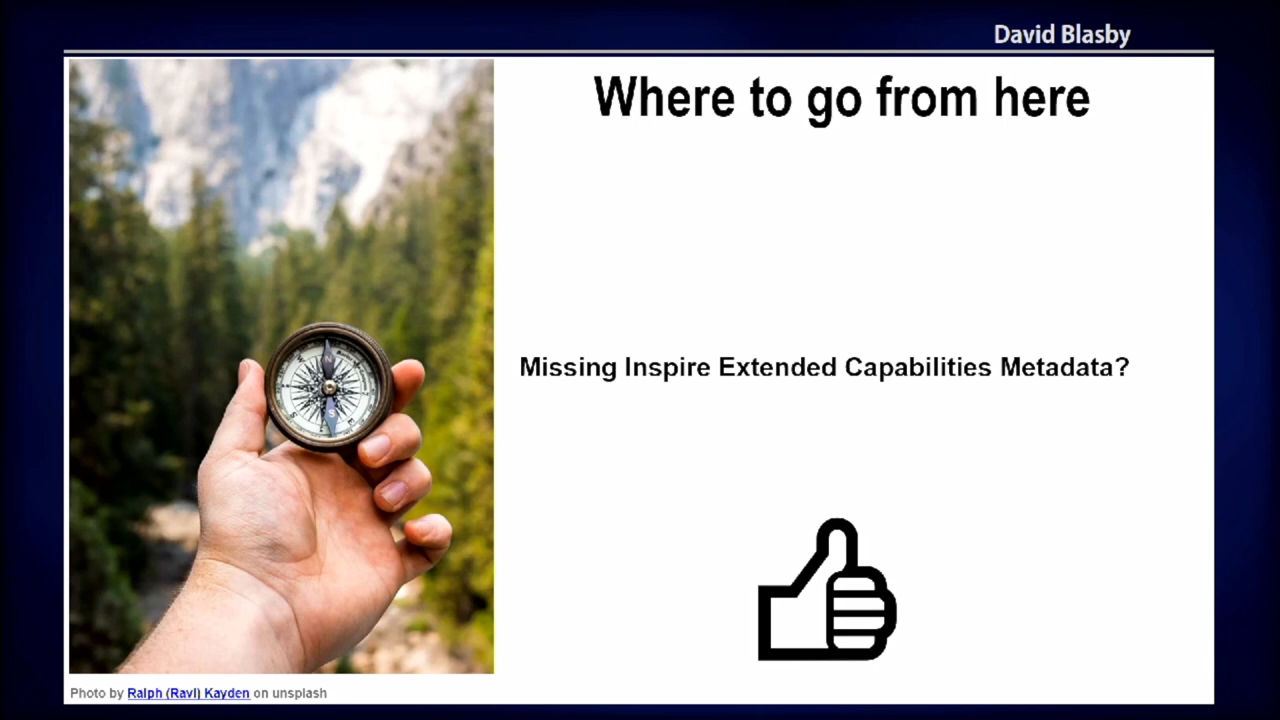 David Blasby
Where to go from here
Missing Inspire Extended Capabilities Metadata?
Photo by Ralph (Ravi) Kayden on unsplash